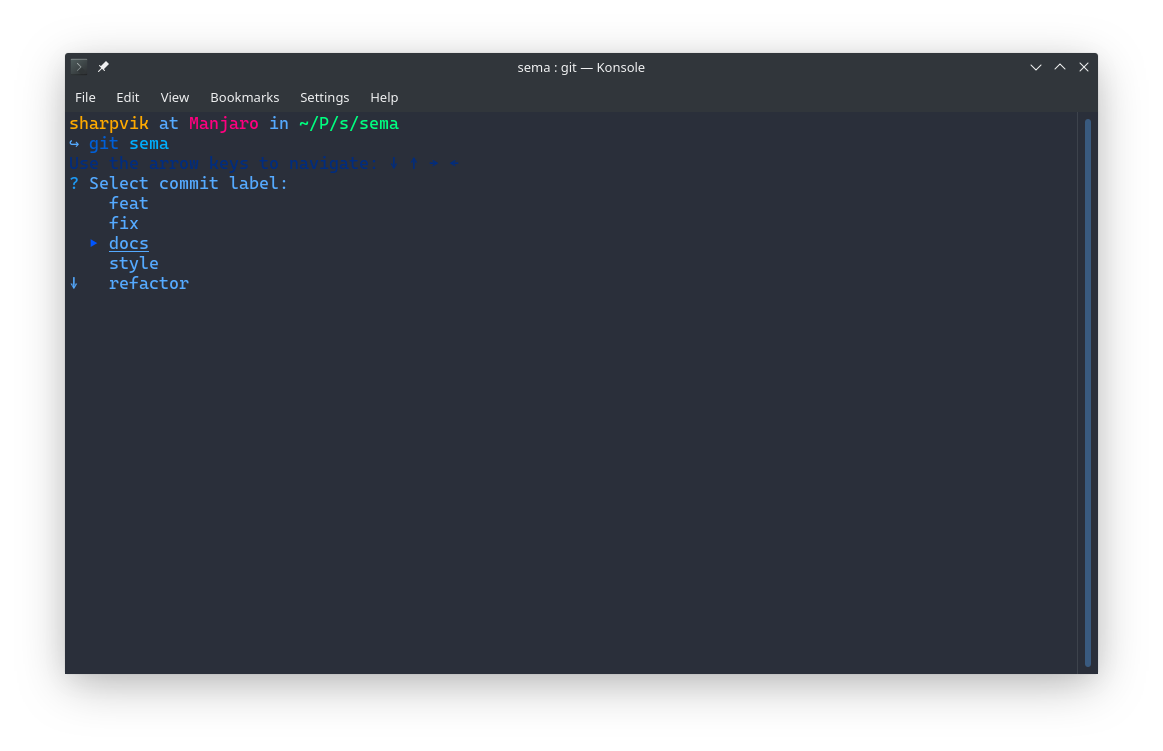 sema : git — Konsole
File Edit View Bookmarks Settings Help
sharpvik at Manjaro in ~/P/s/sema
↪ git sema
Use the arrow keys to navigate: ↓ ↑ → ←
? Select commit label:
feat
fix
▸ docs
style
↓ refactor